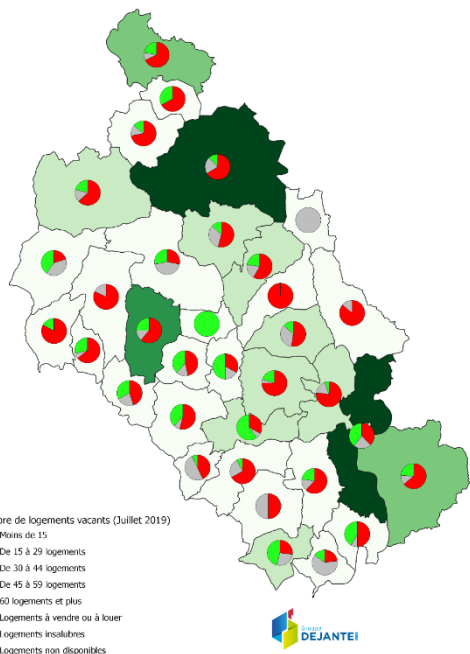 bre de logements vacants (Juillet 2019)
Moins de 15
De 15 à 29 logements
De 30 à 44 logements
De 45 à 59 logements
60 logements et plus
Logements à vendre ou à louer
Logements insalubres
Logements non disponibles
Groupe
DEJANTE